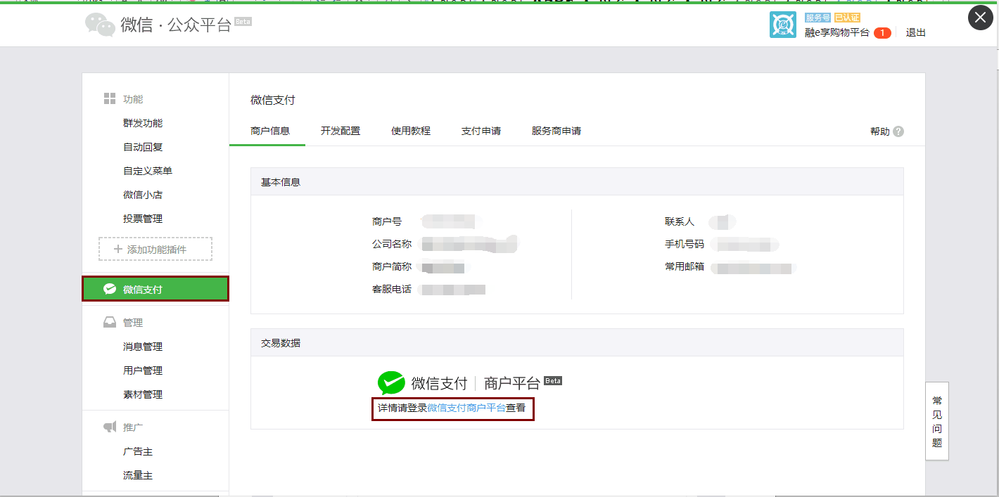 微信·公众平台 Beta
服务号 已认证
融e享购物平台 1 退出
功能
群发功能
自动回复
自定义菜单
微信小店
投票管理
添加功能插件
微信支付
管理
消息管理
用户管理
素材管理
推广
广告主
流量主
微信支付
商户信息 开发配置 使用教程 支付申请 服务商申请 帮助 ?
基本信息
商户号
公司名称
商户简称
客服电话
联系人
手机号码
常用邮箱
交易数据
微信支付 商户平台 Beta
详情请登录微信支付商户平台查看
常见问题